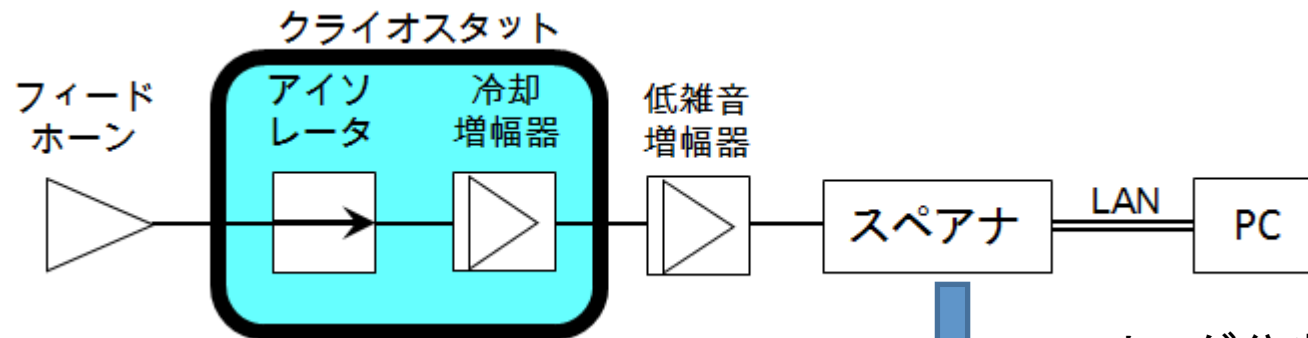 クライオスタット
フィード
ホーン
アイソ
レータ
冷却
増幅器
低雑音
増幅器
スペアナ
LAN
PC